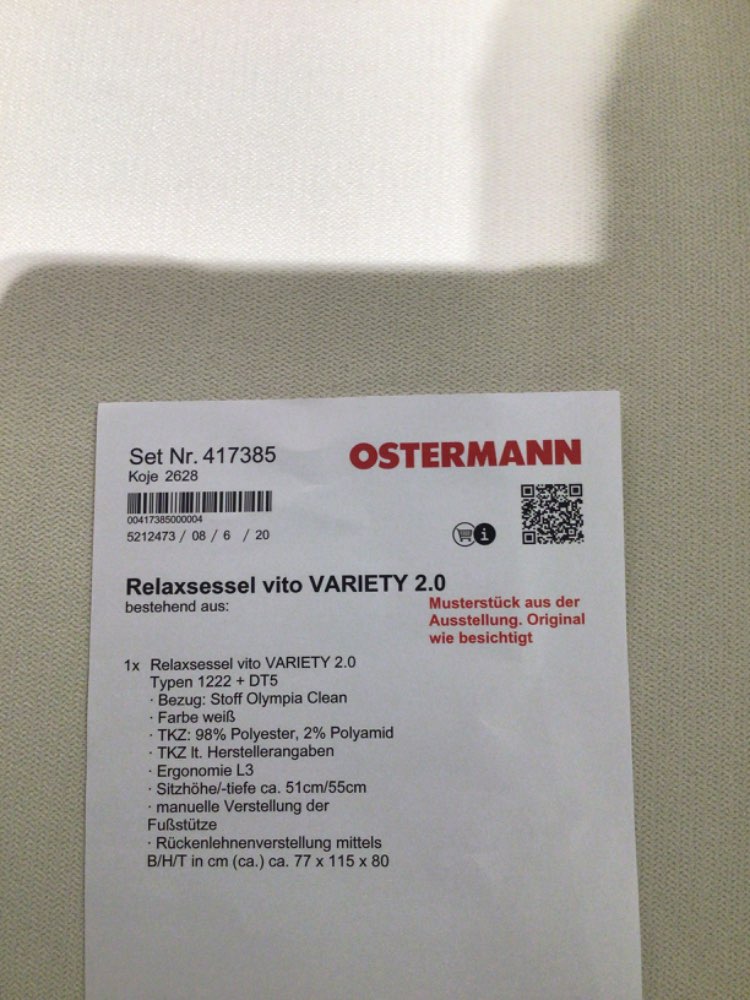 Set Nr. 417385
OSTERMANN
Koje 2628
00417385000004
5212473 / 08 / 6 / 20
i
Relaxsessel vito VARIETY 2.0
bestehend aus:
Musterstück aus der
Ausstellung. Original
wie besichtigt
1x Relaxsessel vito VARIETY 2.0
Typen 1222 + DT5
· Bezug: Stoff Olympia Clean
· Farbe weiß
· TKZ: 98% Polyester, 2% Polyamid
· TKZ lt. Herstellerangaben
· Ergonomie L3
· Sitzhöhe/-tiefe ca. 51cm/55cm
· manuelle Verstellung der
Fußstütze
· Rückenlehnenverstellung mittels
B/H/T in cm (ca.) ca. 77 x 115 x 80